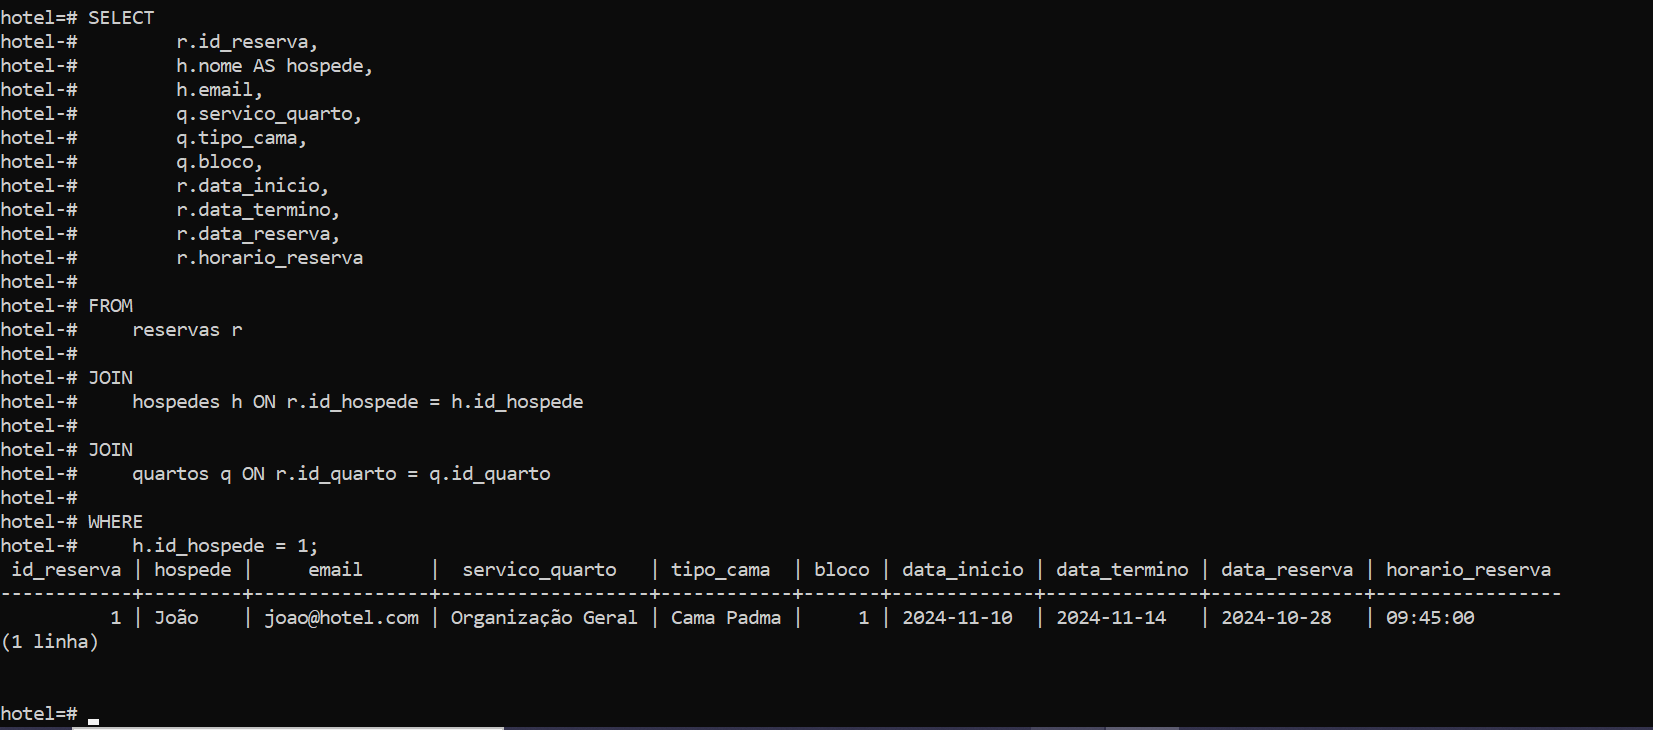 hotel=# SELECT
hotel-#         r.id_reserva,
hotel-#         h.nome AS hospede,
hotel-#         h.email,
hotel-#         q.servico_quarto,
hotel-#         q.tipo_cama,
hotel-#         q.bloco,
hotel-#         r.data_inicio,
hotel-#         r.data_termino,
hotel-#         r.data_reserva,
hotel-#         r.horario_reserva
hotel-#
hotel-# FROM
hotel-#     reservas r
hotel-#
hotel-# JOIN
hotel-#     hospedes h ON r.id_hospede = h.id_hospede
hotel-#
hotel-# JOIN
hotel-#     quartos q ON r.id_quarto = q.id_quarto
hotel-#
hotel-# WHERE
hotel-#     h.id_hospede = 1;
 id_reserva | hospede |     email      |  servico_quarto   | tipo_cama  | bloco | data_inicio | data_termino | data_reserva | horario_reserva
------------+---------+----------------+-------------------+------------+-------+-------------+--------------+--------------+-----------------
          1 | João    | joao@hotel.com | Organização Geral | Cama Padma |     1 | 2024-11-10  | 2024-11-14   | 2024-10-28   | 09:45:00
(1 linha)
hotel=#